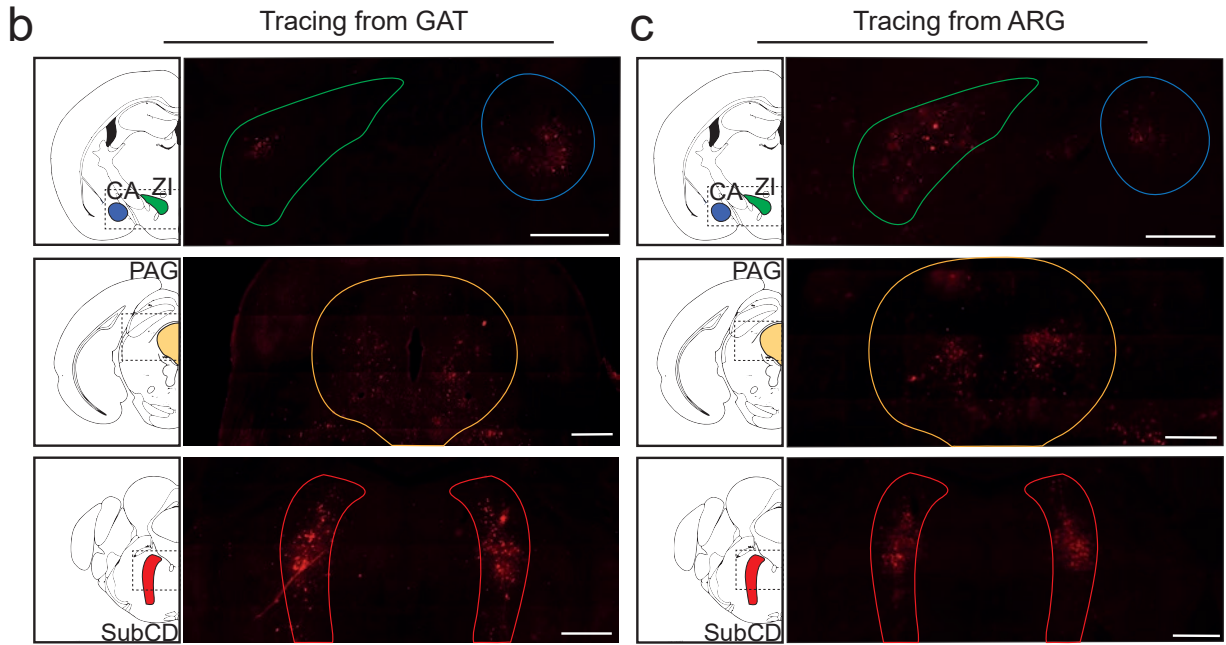 b
Tracing from GAT
CA
ZI
PAG
SubCD
c
Tracing from ARG
CA
ZI
PAG
SubCD